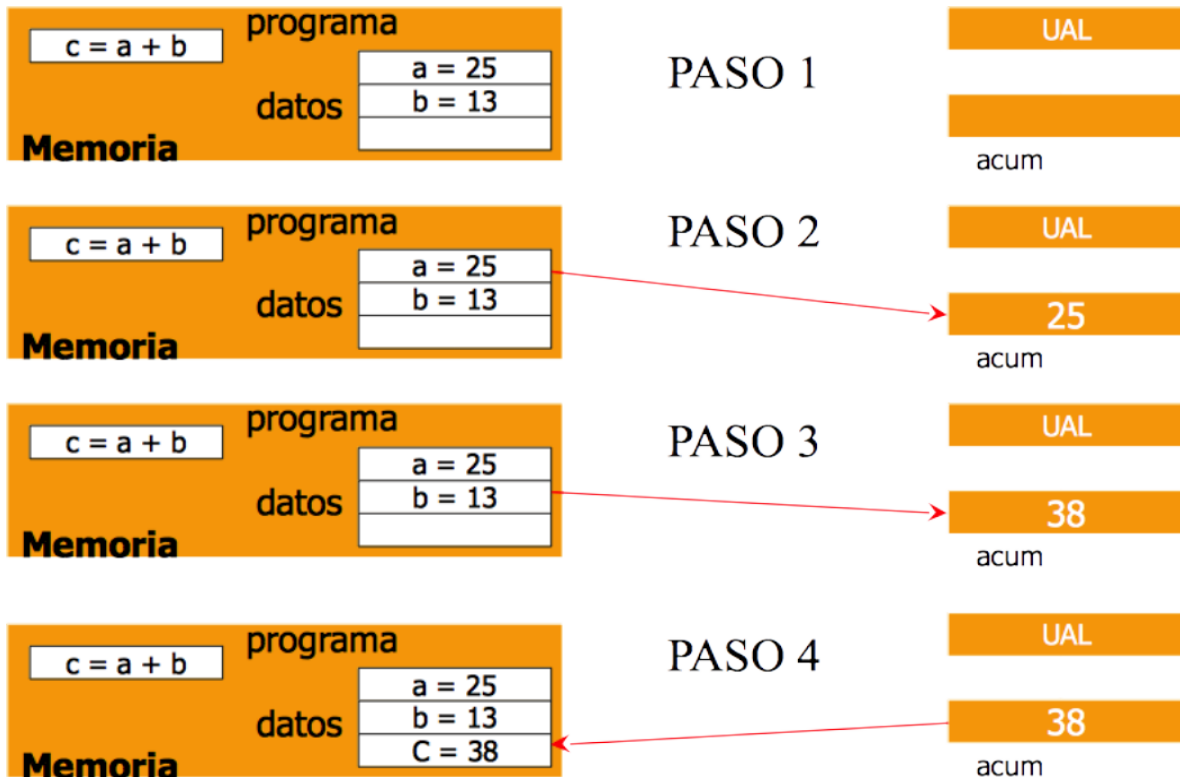 programa
c = a + b
a = 25
datos
b = 13
Memoria
PASO 1
UAL
acum
programa
c = a + b
a = 25
datos
b = 13
Memoria
PASO 2
UAL
25
acum
programa
c = a + b
a = 25
datos
b = 13
Memoria
PASO 3
UAL
38
acum
programa
c = a + b
a = 25
datos
b = 13
C = 38
Memoria
PASO 4
UAL
38
acum